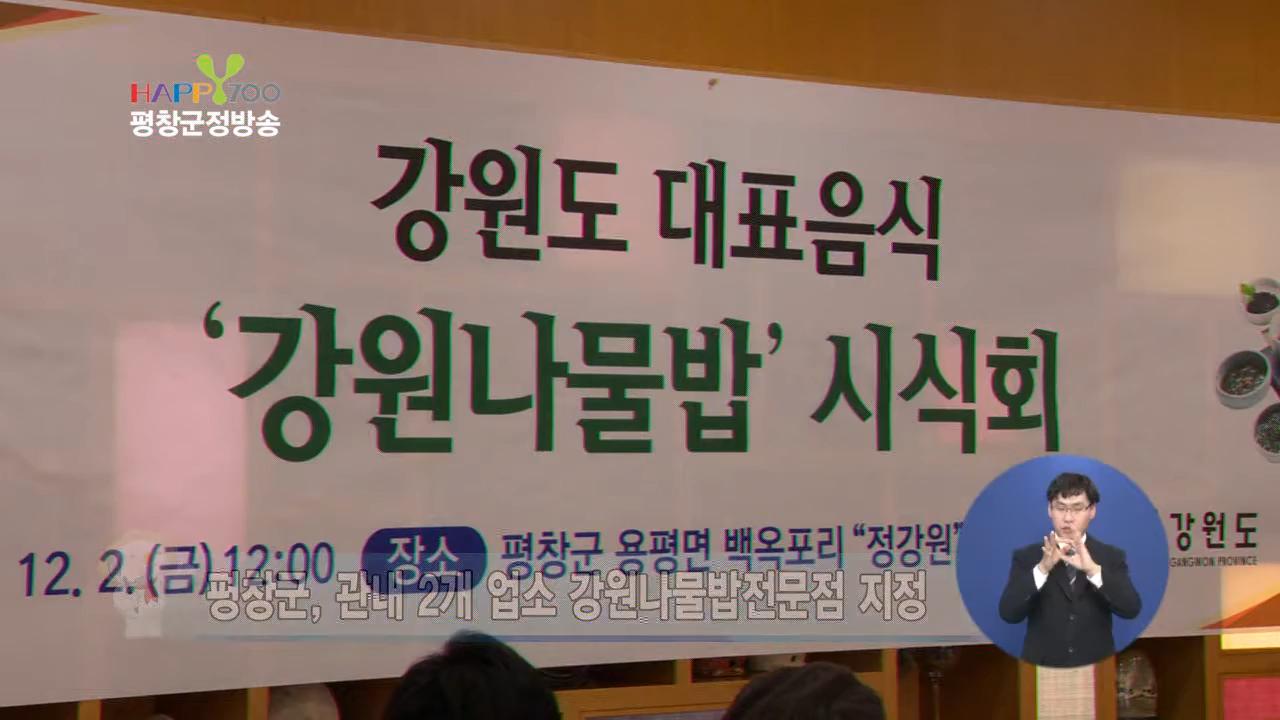 HAPPY700
평창군정방송
강원도 대표음식
‘강원나물밥’ 시식회
12. 2. (금) 12:00 장소 평창군 용평면 백옥포리 “정강원”
강원도
GANGWON PROVINCE
평창군, 관내 2개 업소 강원나물밥전문점 지정